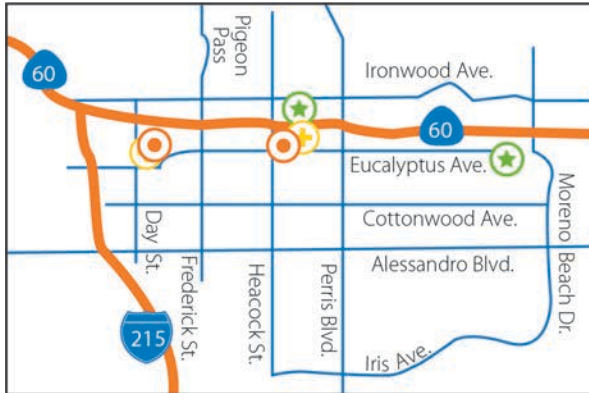 Pigeon
Pass
60
Ironwood Ave.
60
Eucalyptus Ave.
Cottonwood Ave.
Alessandro Blvd.
Day St.
Frederick St.
Heacock St.
Perris Blvd.
Moreno Beach Dr.
215
Iris Ave.